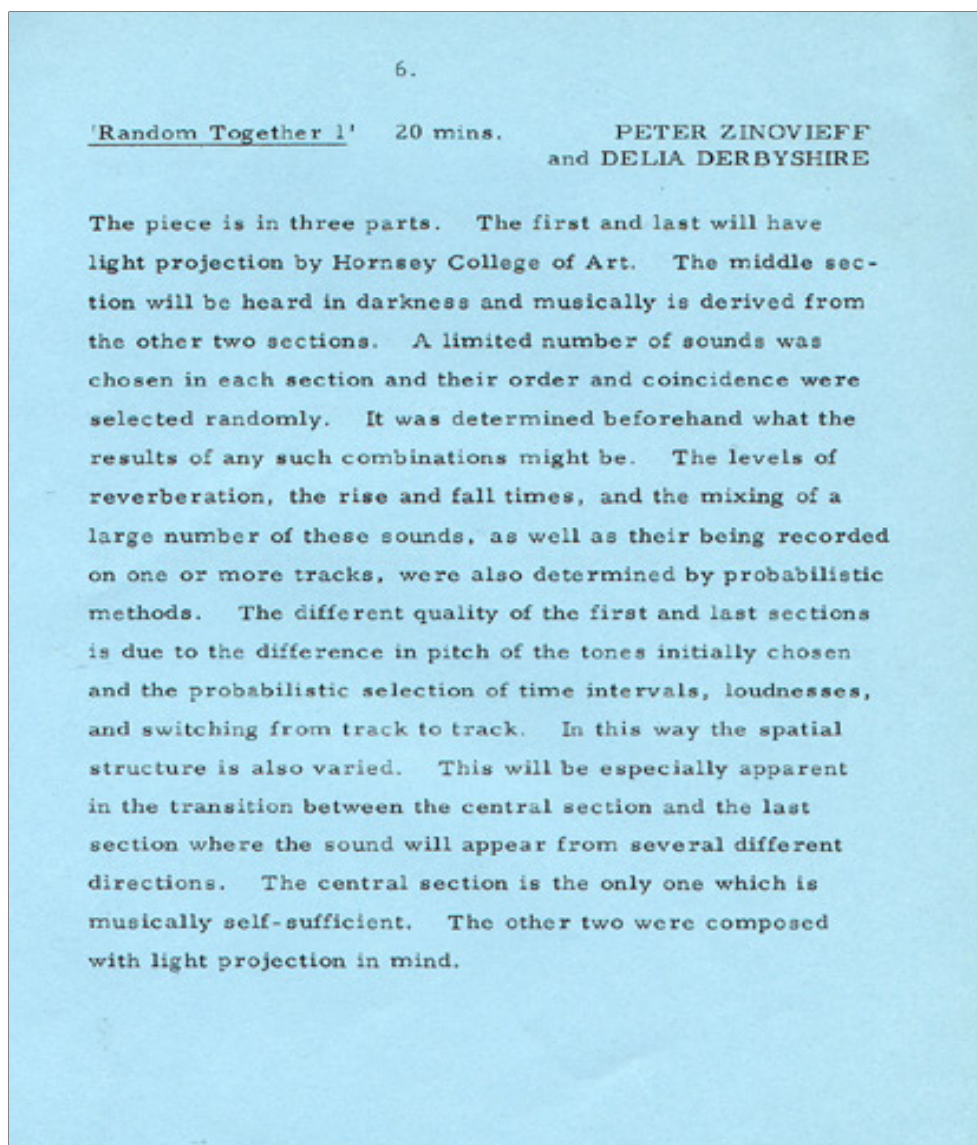 6.
'Random Together 1' 20 mins. PETER ZINOVIEFF
and DELIA DERBYSHIRE
The piece is in three parts. The first and last will have
light projection by Hornsey College of Art. The middle sec-
tion will be heard in darkness and musically is derived from
the other two sections. A limited number of sounds was
chosen in each section and their order and coincidence were
selected randomly. It was determined beforehand what the
results of any such combinations might be. The levels of
reverberation, the rise and fall times, and the mixing of a
large number of these sounds, as well as their being recorded
on one or more tracks, were also determined by probabilistic
methods. The different quality of the first and last sections
is due to the difference in pitch of the tones initially chosen
and the probabilistic selection of time intervals, loudnesses,
and switching from track to track. In this way the spatial
structure is also varied. This will be especially apparent
in the transition between the central section and the last
section where the sound will appear from several different
directions. The central section is the only one which is
musically self-sufficient. The other two were composed
with light projection in mind.